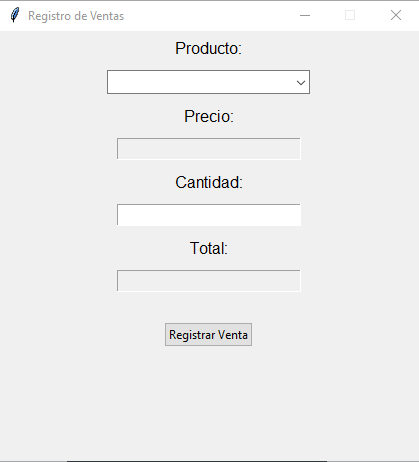 Registro de Ventas
Producto:
Precio:
Cantidad:
Total:
Registrar Venta